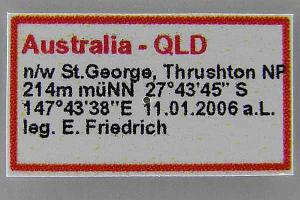 Australia - QLD
n/w St.George, Thrushton NP
214m müNN 27°43'45" S
147°43'38"E 11.01.2006 a.L.
leg. E. Friedrich